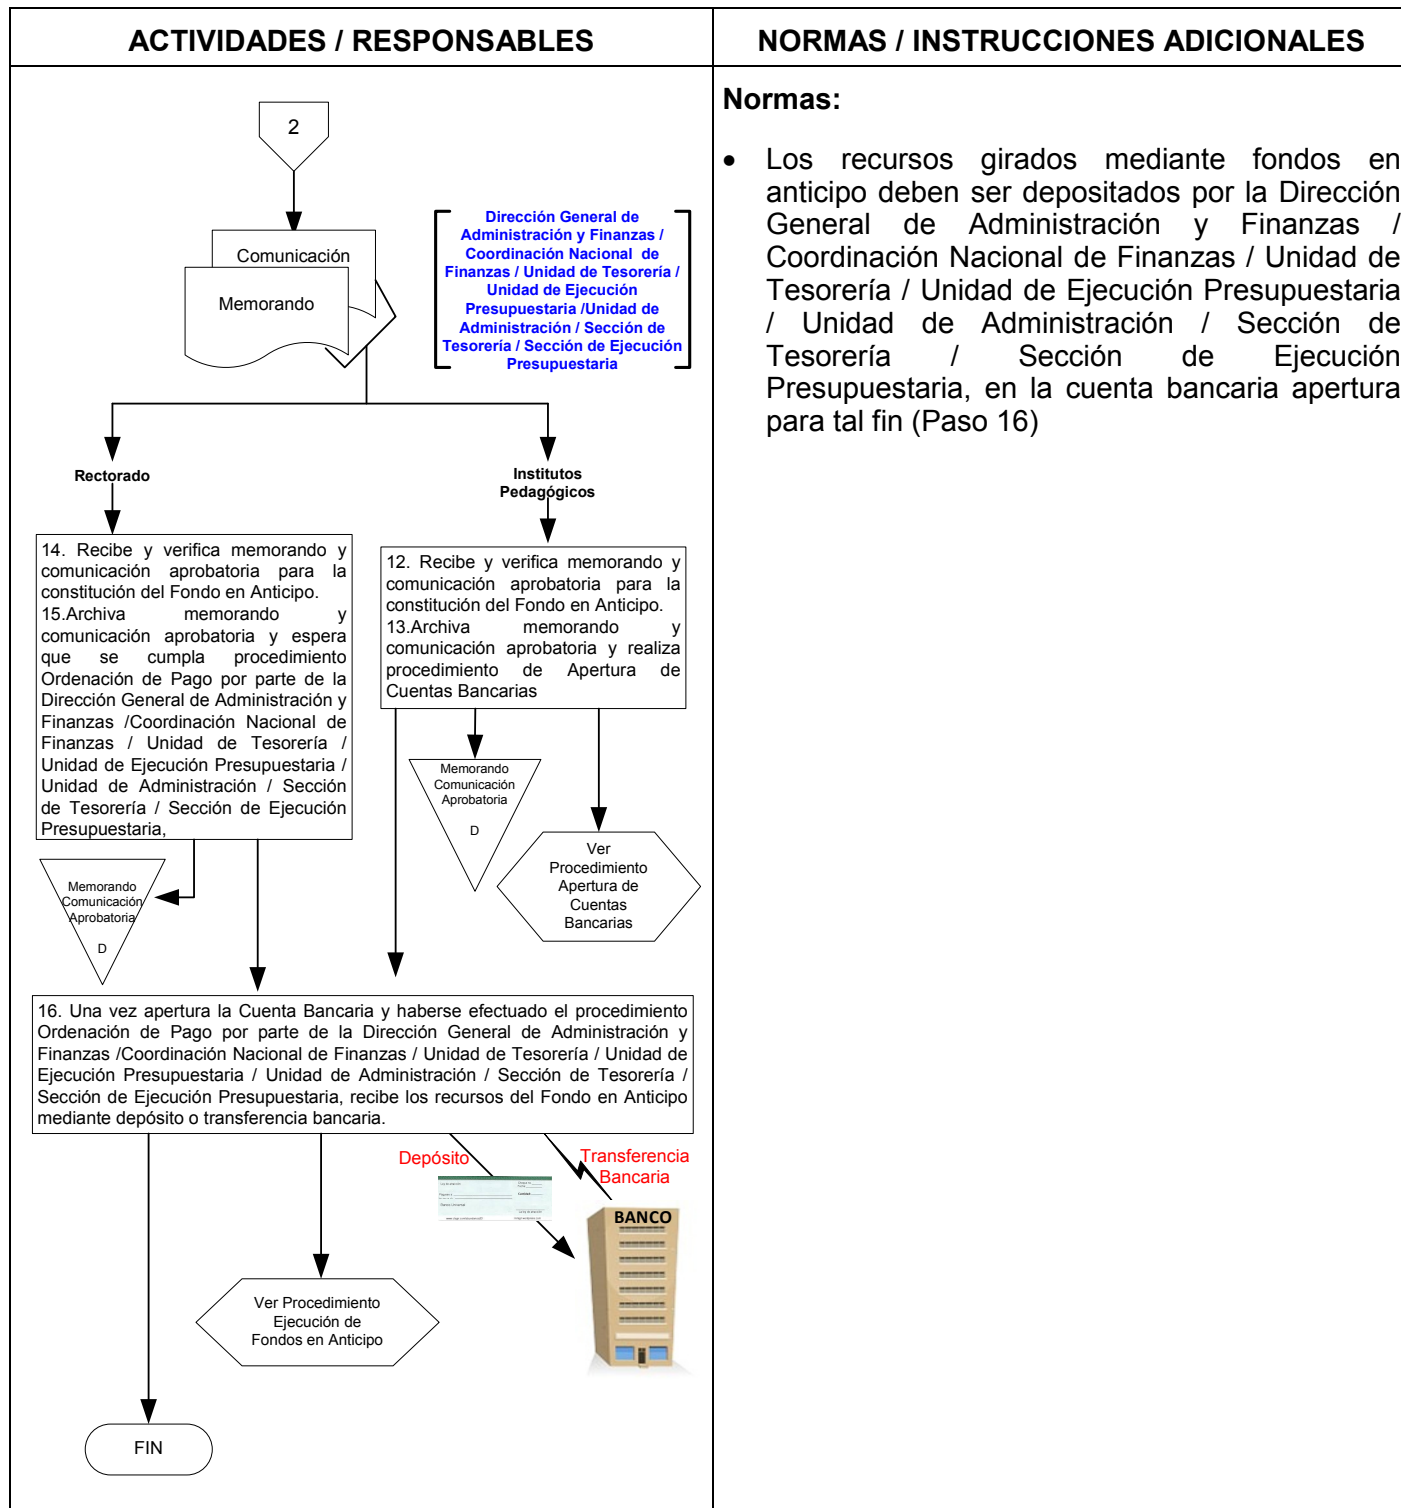 ACTIVIDADES / RESPONSABLES
NORMAS / INSTRUCCIONES ADICIONALES
2
Comunicación
Memorando
Dirección General de
Administración y Finanzas /
Coordinación Nacional de
Finanzas / Unidad de Tesorería /
Unidad de Ejecución
Presupuestaria /Unidad de
Administración / Sección de
Tesorería / Sección de Ejecución
Presupuestaria
Rectorado
Institutos
Pedagógicos
14. Recibe y verifica memorando y
comunicación aprobatoria para la
constitución del Fondo en Anticipo.
15.Archiva memorando y
comunicación aprobatoria y espera
que se cumpla procedimiento
Ordenación de Pago por parte de la
Dirección General de Administración y
Finanzas /Coordinación Nacional de
Finanzas / Unidad de Tesorería /
Unidad de Ejecución Presupuestaria /
Unidad de Administración / Sección
de Tesorería / Sección de Ejecución
Presupuestaria,
12. Recibe y verifica memorando y
comunicación aprobatoria para la
constitución del Fondo en Anticipo.
13.Archiva memorando y
comunicación aprobatoria y realiza
procedimiento de Apertura de
Cuentas Bancarias
Memorando
Comunicación
Aprobatoria
D
Ver
Procedimiento
Apertura de
Cuentas
Bancarias
Memorando
Comunicación
Aprobatoria
D
16. Una vez apertura la Cuenta Bancaria y haberse efectuado el procedimiento
Ordenación de Pago por parte de la Dirección General de Administración y
Finanzas /Coordinación Nacional de Finanzas / Unidad de Tesorería / Unidad de
Ejecución Presupuestaria / Unidad de Administración / Sección de Tesorería /
Sección de Ejecución Presupuestaria, recibe los recursos del Fondo en Anticipo
mediante depósito o transferencia bancaria.
Depósito
Transferencia
Bancaria
BANCO
Ver Procedimiento
Ejecución de
Fondos en Anticipo
FIN
Normas:
• Los recursos girados mediante fondos en
anticipo deben ser depositados por la Dirección
General de Administración y Finanzas /
Coordinación Nacional de Finanzas / Unidad de
Tesorería / Unidad de Ejecución Presupuestaria
/ Unidad de Administración / Sección de
Tesorería / Sección de Ejecución
Presupuestaria, en la cuenta bancaria apertura
para tal fin (Paso 16)